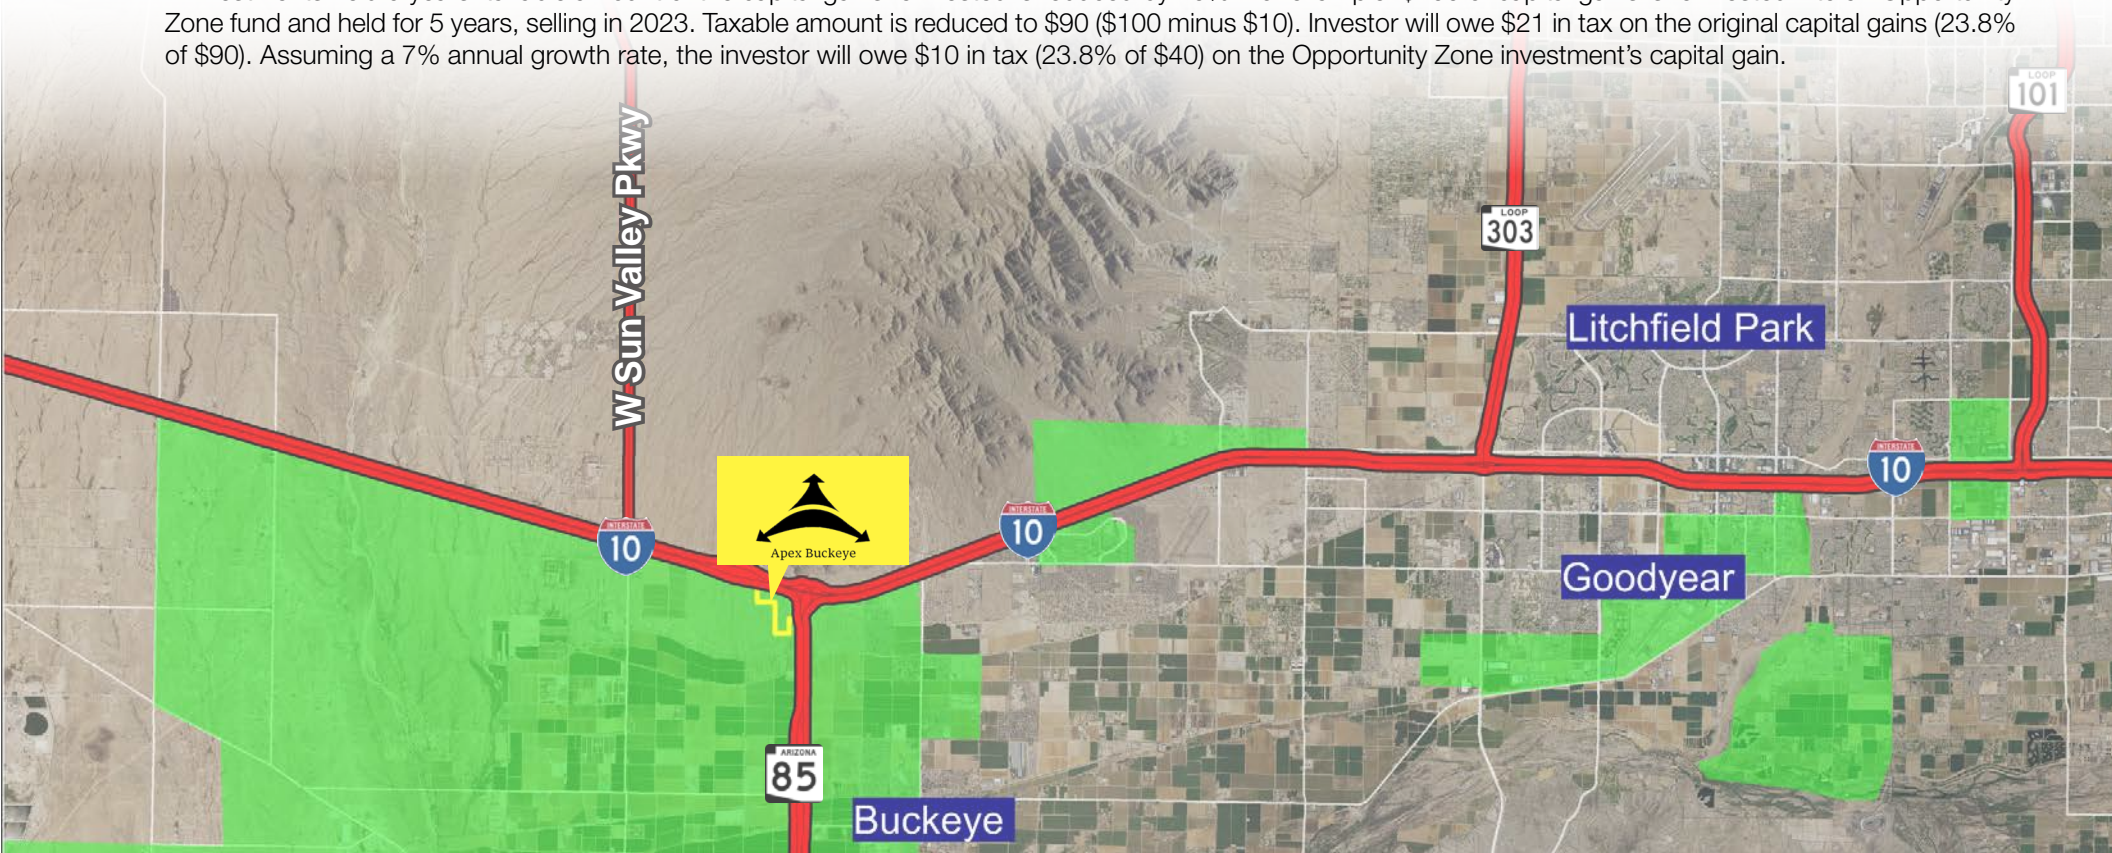 Zone fund and held for 5 years, selling in 2023. Taxable amount is reduced to $90 ($100 minus $10). Investor will owe $21 in tax on the original capital gains (23.8%
of $90). Assuming a 7% annual growth rate, the investor will owe $10 in tax (23.8% of $40) on the Opportunity Zone investment's capital gain.
LOOP
101
W Sun Valley Pkwy
LOOP
303
Litchfield Park
INTERSTATE
10
Apex Buckeye
INTERSTATE
10
INTERSTATE
10
Goodyear
ARIZONA
85
Buckeye